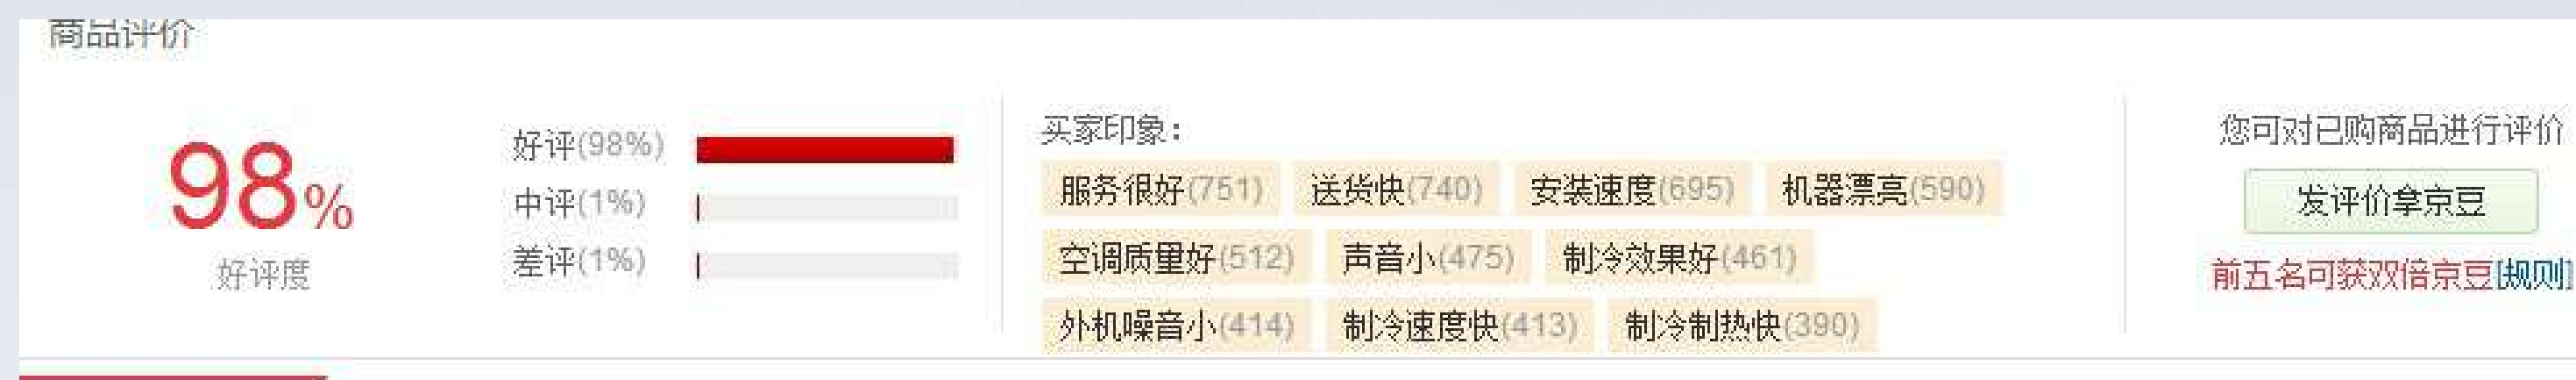 商品评价
98%
好评度
好评(98%)
中评(1%)
差评(1%)
买家印象：
服务很好(751) 送货快(740) 安装速度(695) 机器漂亮(590)
空调质量好(512) 声音小(475) 制冷效果好(461)
外机噪音小(414) 制冷速度快(413) 制冷制热快(390)
您可对已购商品进行评价
发评价拿京豆
前五名可获双倍京豆[规则]